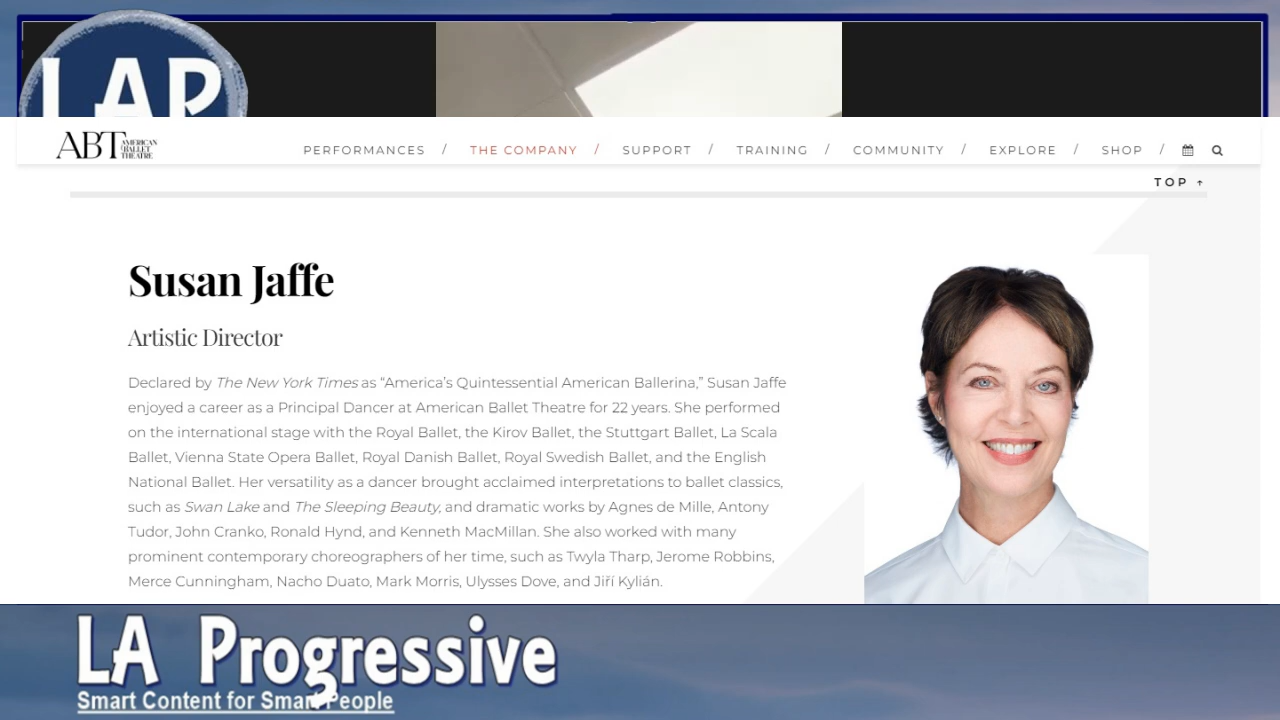 LAP
ABT AMERICAN BALLET THEATRE
PERFORMANCES / THE COMPANY / SUPPORT / TRAINING / COMMUNITY / EXPLORE / SHOP /
TOP ↑
Susan Jaffe
Artistic Director
Declared by The New York Times as “America’s Quintessential American Ballerina,” Susan Jaffe
enjoyed a career as a Principal Dancer at American Ballet Theatre for 22 years. She performed
on the international stage with the Royal Ballet, the Kirov Ballet, the Stuttgart Ballet, La Scala
Ballet, Vienna State Opera Ballet, Royal Danish Ballet, Royal Swedish Ballet, and the English
National Ballet. Her versatility as a dancer brought acclaimed interpretations to ballet classics,
such as Swan Lake and The Sleeping Beauty, and dramatic works by Agnes de Mille, Antony
Tudor, John Cranko, Ronald Hynd, and Kenneth MacMillan. She also worked with many
prominent contemporary choreographers of her time, such as Twyla Tharp, Jerome Robbins,
Merce Cunningham, Nacho Duato, Mark Morris, Ulysses Dove, and Jiří Kylián.
LA Progressive
Smart Content for Smart People